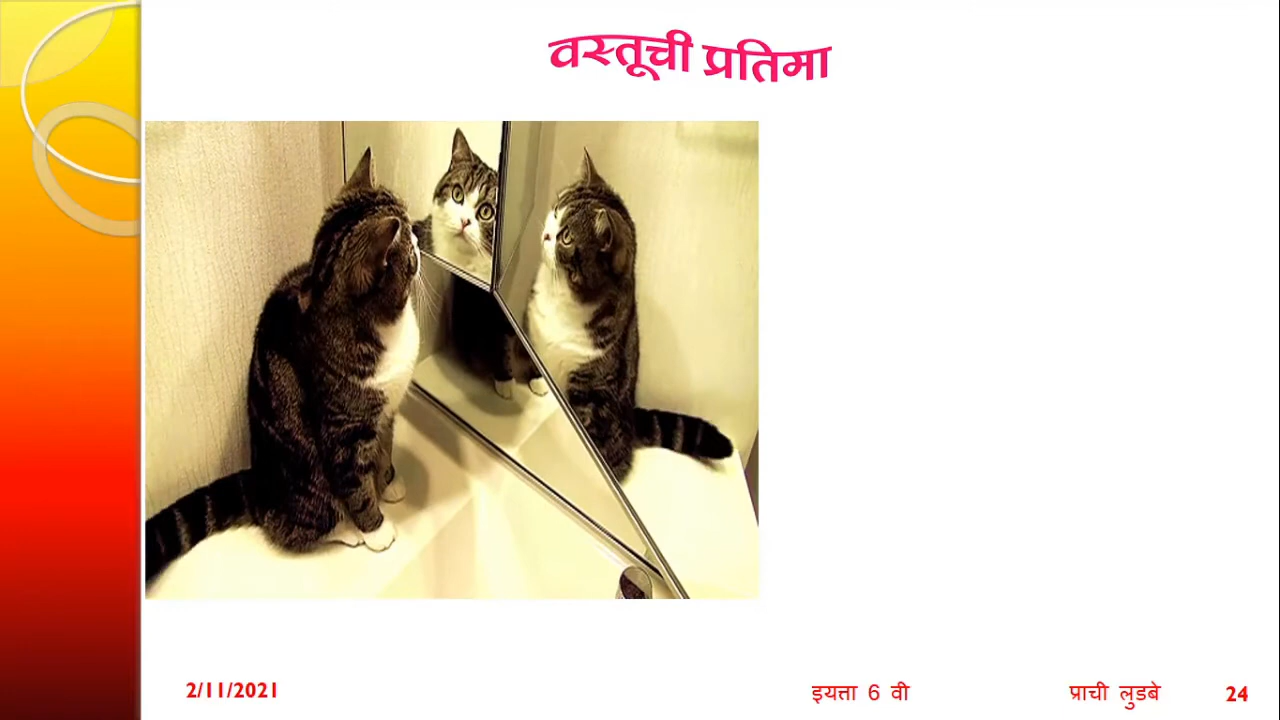 वस्तूची प्रतिमा
2/11/2021 इयत्ता 6 वी प्राची लुडबे 24